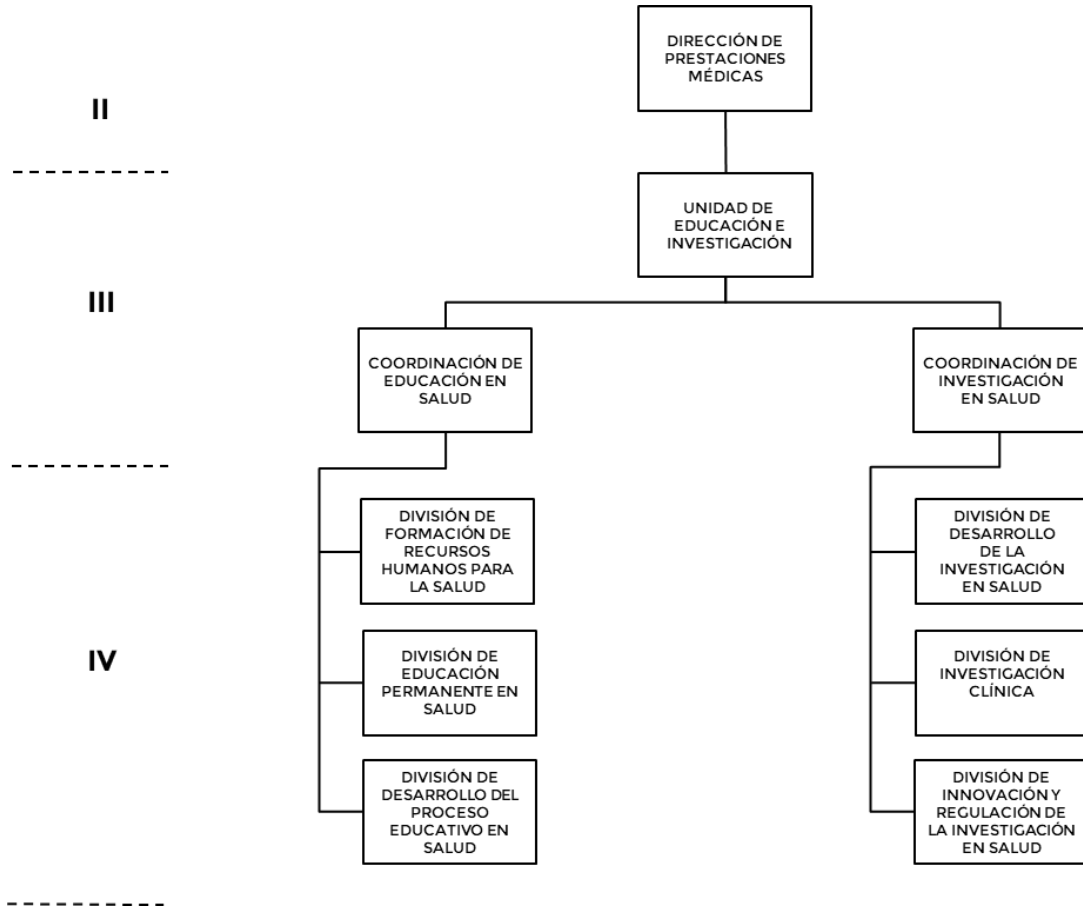 DIRECCIÓN DE
PRESTACIONES
MÉDICAS
II
UNIDAD DE
EDUCACIÓN E
INVESTIGACIÓN
III
COORDINACIÓN DE
EDUCACIÓN EN
SALUD
COORDINACIÓN DE
INVESTIGACIÓN
EN SALUD
IV
DIVISIÓN DE
FORMACIÓN DE
RECURSOS
HUMANOS PARA
LA SALUD
DIVISIÓN DE
EDUCACIÓN
PERMANENTE EN
SALUD
DIVISIÓN DE
DESARROLLO DEL
PROCESO
EDUCATIVO EN
SALUD
DIVISIÓN DE
DESARROLLO
DE LA
INVESTIGACIÓN
EN SALUD
DIVISIÓN DE
INVESTIGACIÓN
CLÍNICA
DIVISIÓN DE
INNOVACIÓN Y
REGULACIÓN DE
LA INVESTIGACIÓN
EN SALUD